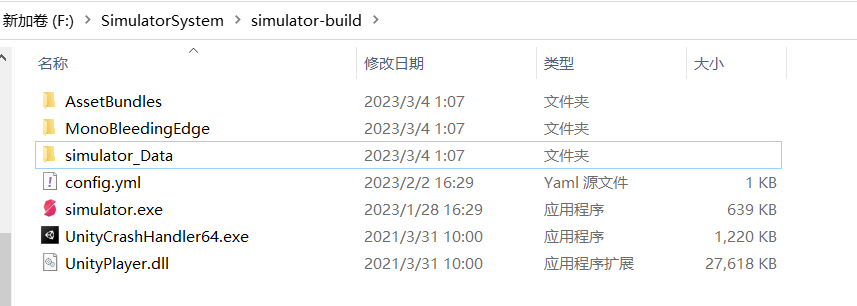 新加卷 (F:) > SimulatorSystem > simulator-build >
名称 修改日期 类型 大小
AssetBundles 2023/3/4 1:07 文件夹
MonoBleedingEdge 2023/3/4 1:07 文件夹
simulator_Data 2023/3/4 1:07 文件夹
config.yml 2023/2/2 16:29 Yaml 源文件 1 KB
simulator.exe 2023/1/28 16:29 应用程序 639 KB
UnityCrashHandler64.exe 2021/3/31 10:00 应用程序 1,220 KB
UnityPlayer.dll 2021/3/31 10:00 应用程序扩展 27,618 KB